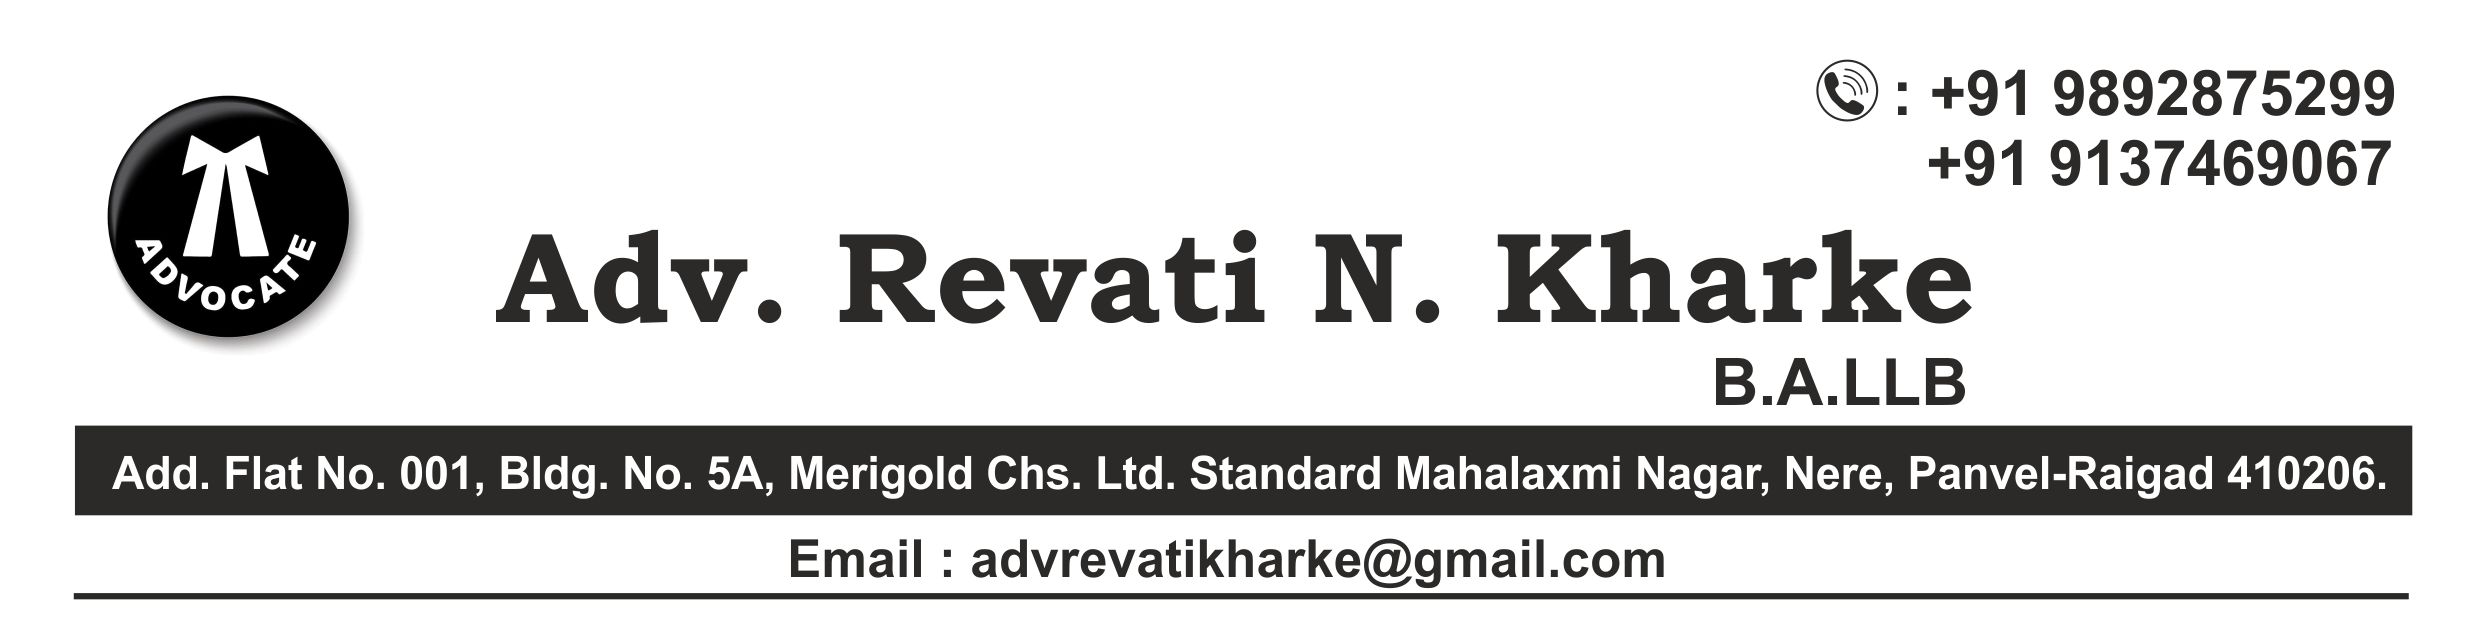 : +91 9892875299
+91 9137469067
ADVOCATE
Adv. Revati N. Kharke
B.A.LLB
Add. Flat No. 001, Bldg. No. 5A, Merigold Chs. Ltd. Standard Mahalaxmi Nagar, Nere, Panvel-Raigad 410206.
Email : advrevatikharke@gmail.com